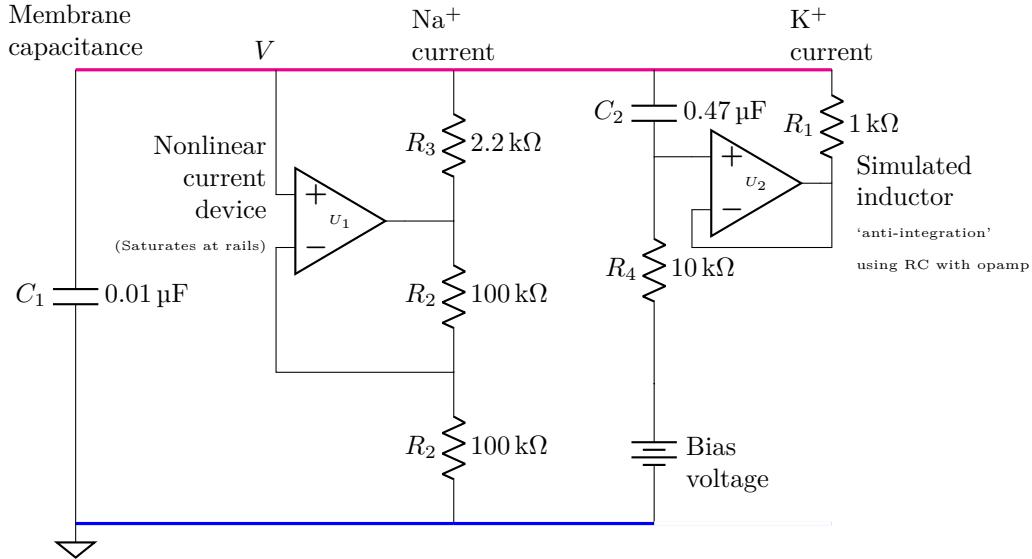 Membrane
capacitance
V
Na⁺
current
K⁺
current
C₂ 0.47 µF
R₁ 1 kΩ
R₃ 2.2 kΩ
Nonlinear
current
device
(Saturates at rails)
+
U₁
−
+
U₂
−
Simulated
inductor
‘anti-integration’
using RC with opamp
C₁ 0.01 µF
R₂ 100 kΩ
R₄ 10 kΩ
R₂ 100 kΩ
Bias
voltage